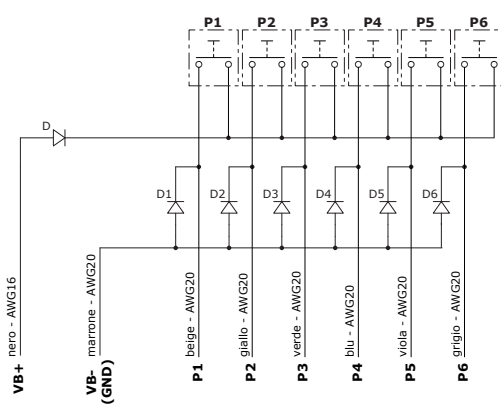 P1 P2 P3 P4 P5 P6
D
D1 D2 D3 D4 D5 D6
nero - AWG16
marrone - AWG20
beige - AWG20
giallo - AWG20
verde - AWG20
blu - AWG20
viola - AWG20
grigio - AWG20
VB+
VB-
(GND)
P1
P2
P3
P4
P5
P6